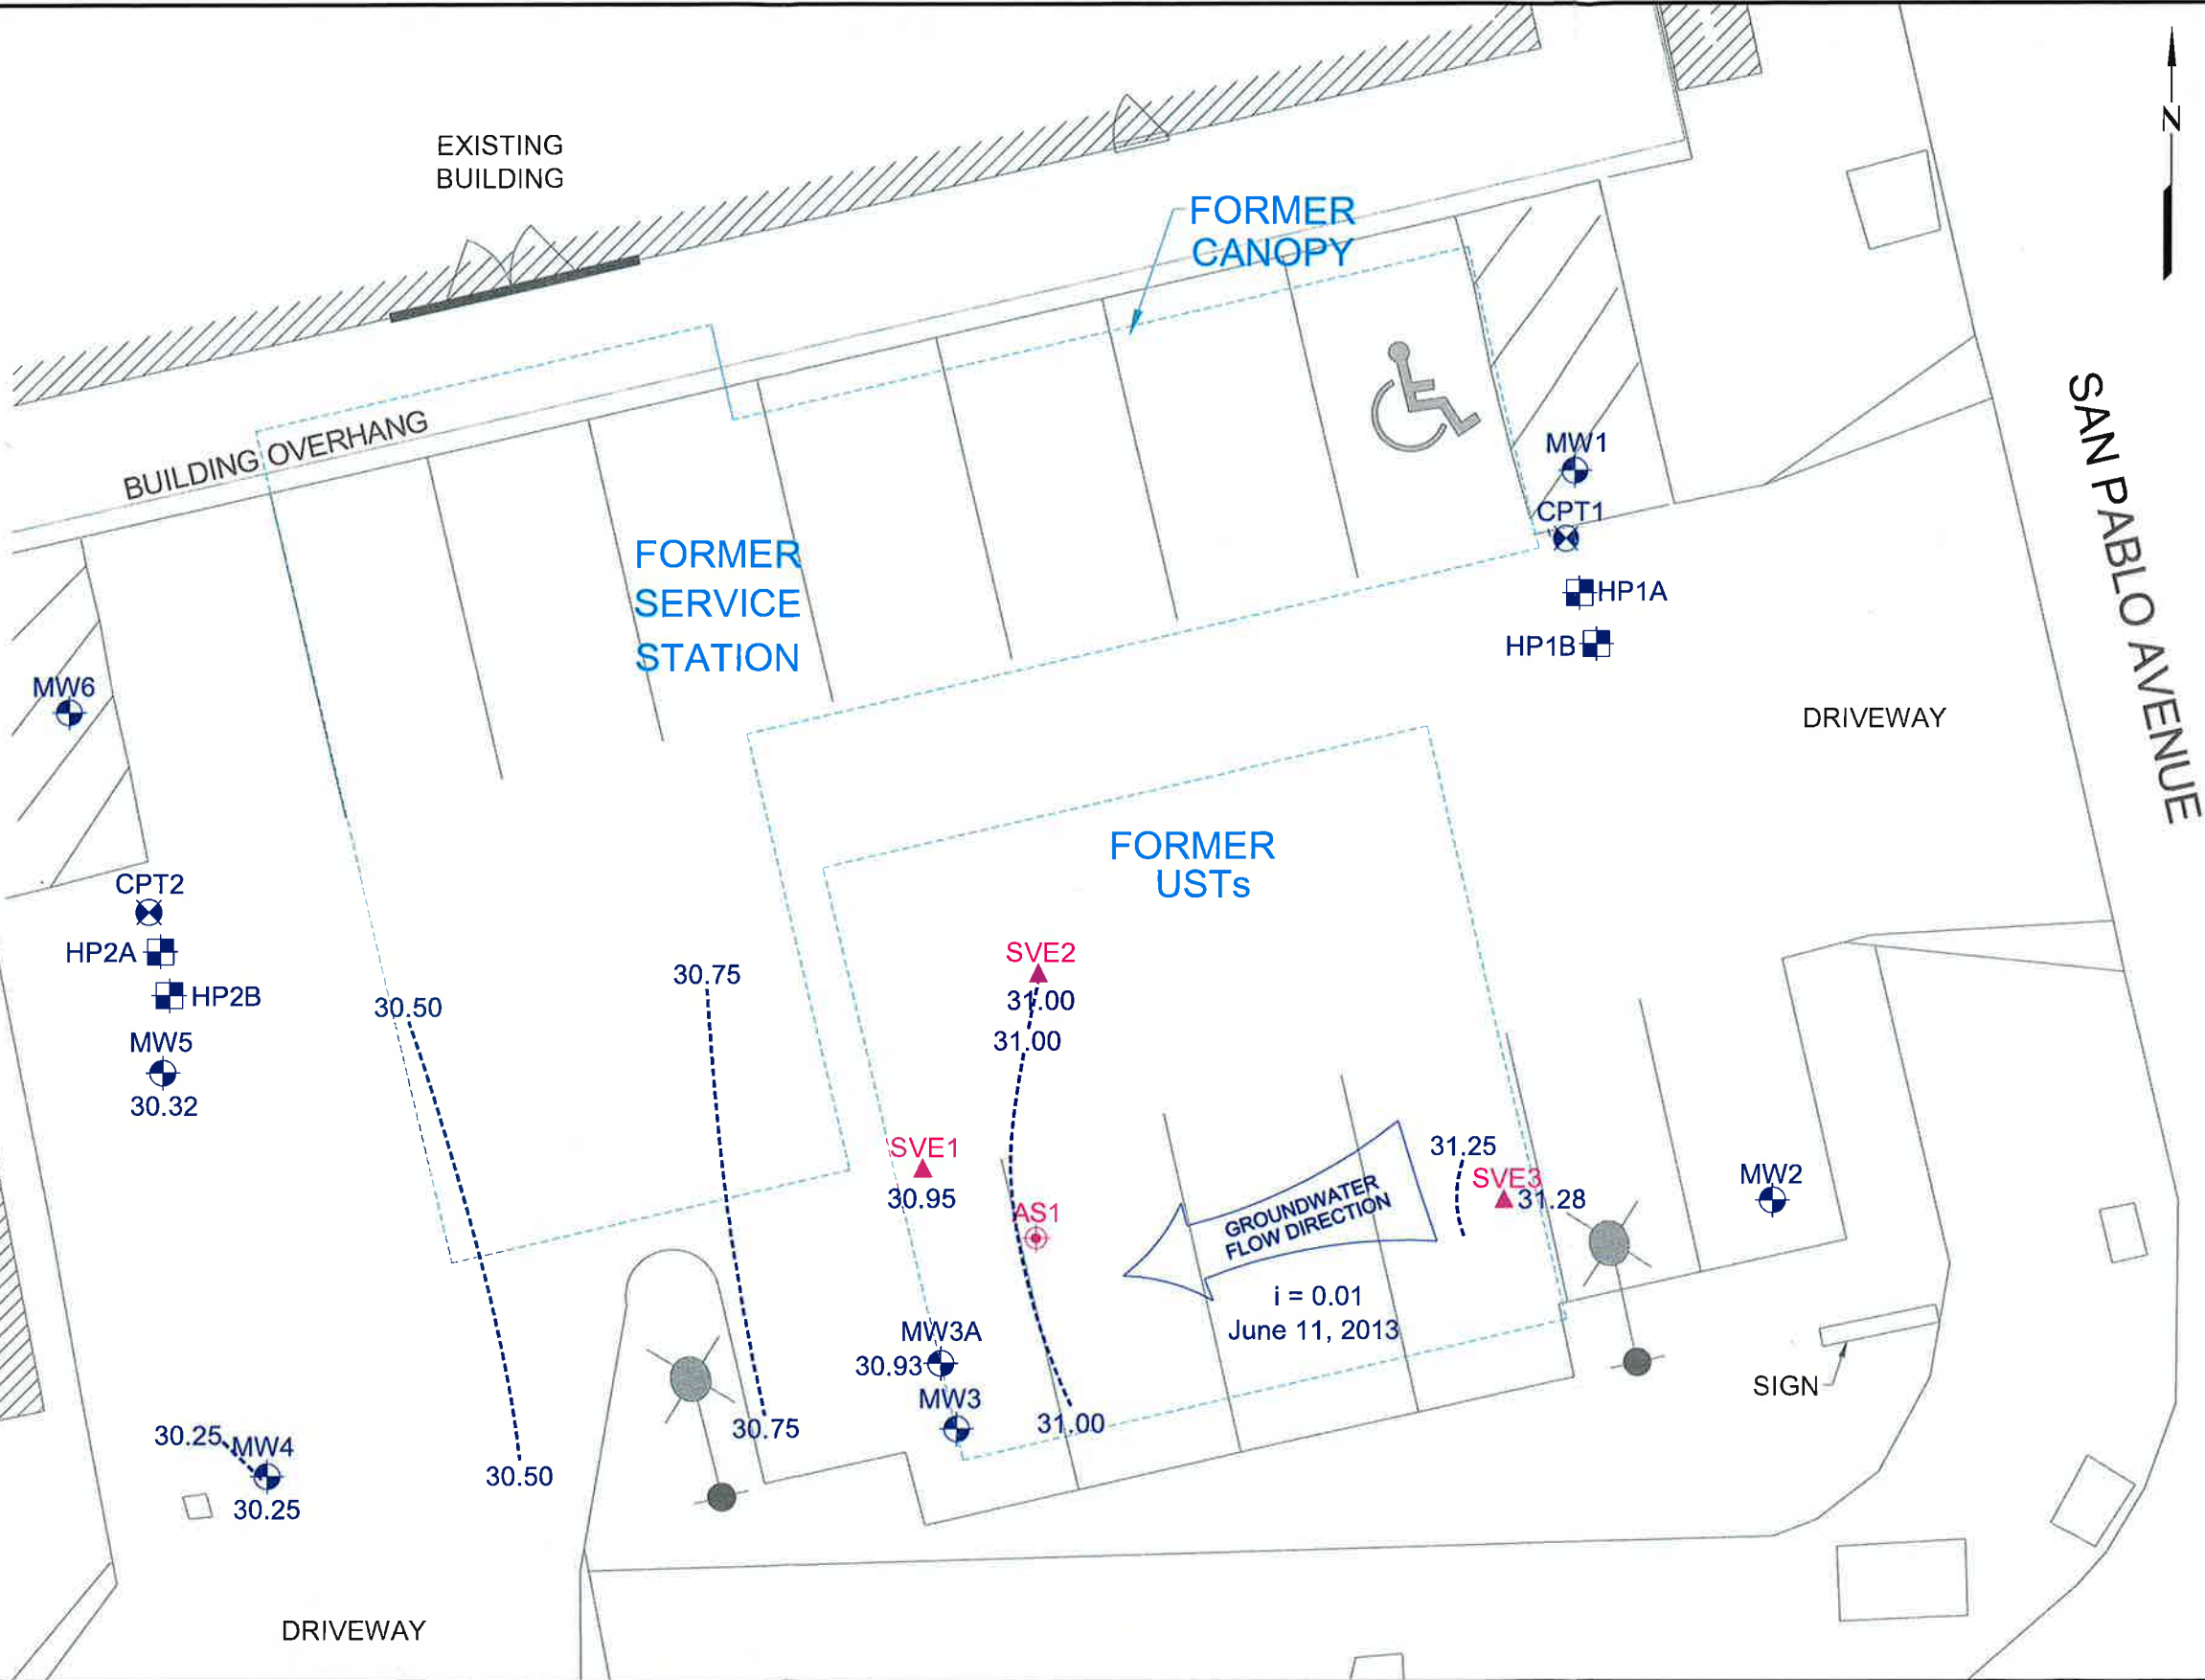 EXISTING
BUILDING
N
FORMER
CANOPY
BUILDING OVERHANG
SAN PABLO AVENUE
MW1
CPT1
HP1A
HP1B
FORMER
SERVICE
STATION
MW6
DRIVEWAY
FORMER
USTs
CPT2
HP2A
HP2B
MW5
30.32
30.50
30.75
SVE2
31.00
31.00
SVE1
30.95
AS1
GROUNDWATER
FLOW DIRECTION
i = 0.01
June 11, 2013
31.25
SVE3
31.28
MW2
MW3A
30.93
MW3
31.00
30.75
30.50
30.25
MW4
30.25
SIGN
DRIVEWAY